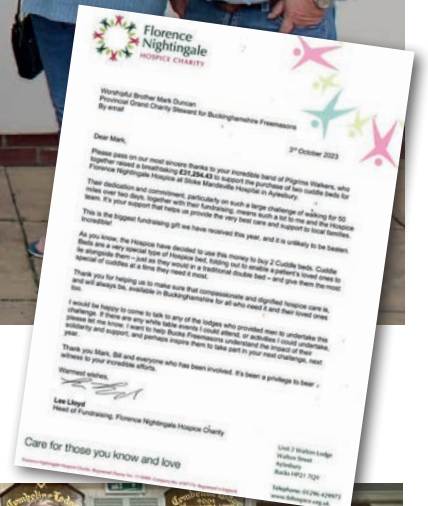 Florence
Nightingale
HOSPICE CHARITY
Worshipful Brother Mark Duncan
Provincial Grand Charity Steward for Buckinghamshire Freemasons
By email
3rd October 2023
Dear Mark,
Please pass on our most sincere thanks to your incredible band of Pilgrims Walkers, who
together raised a breathtaking £31,254.43 to support the purchase of two cuddle beds for
Florence Nightingale Hospice at Stoke Mandeville Hospital in Aylesbury.
Their dedication and commitment, particularly on such a large challenge of walking for 50
miles over two days, together with their fundraising, means such a lot to me and the Hospice
team. It's your support that helps us provide the very best care and support to local families.
This is the biggest fundraising gift we have received this year, and it is unlikely to be beaten.
Incredible!
As you know, the Hospice have decided to use this money to buy 2 Cuddle beds. Cuddle
Beds are a very special type of Hospice bed, folding out to enable a patient's loved ones to
lie alongside them – just as they would in a traditional double bed – and give them the most
special of cuddles at a time they need it most.
Thank you for helping us to make sure that compassionate and dignified hospice care is,
and will always be, available in Buckinghamshire for all who need it and their loved ones
too.
I would be happy to come to talk to any of the lodges who provided men to undertake this
challenge. If there are any white table events I could attend, or activities I could undertake,
please let me know. I want to help Bucks Freemasons understand the impact of their
solidarity and support, and perhaps inspire them to take part in your next challenge, next
year.
Thank you Mark, Bill and everyone who has been involved. It's been a privilege to bear
witness to your incredible efforts.
Warmest wishes,
Lee Lloyd
Head of Fundraising, Florence Nightingale Hospice Charity
Care for those you know and love
Unit 2 Walton Lodge
Walton Street
Aylesbury
Bucks HP21 7QY
Telephone: 01296 429975
www.fnhospice.org.uk
Cymbeline Lodge